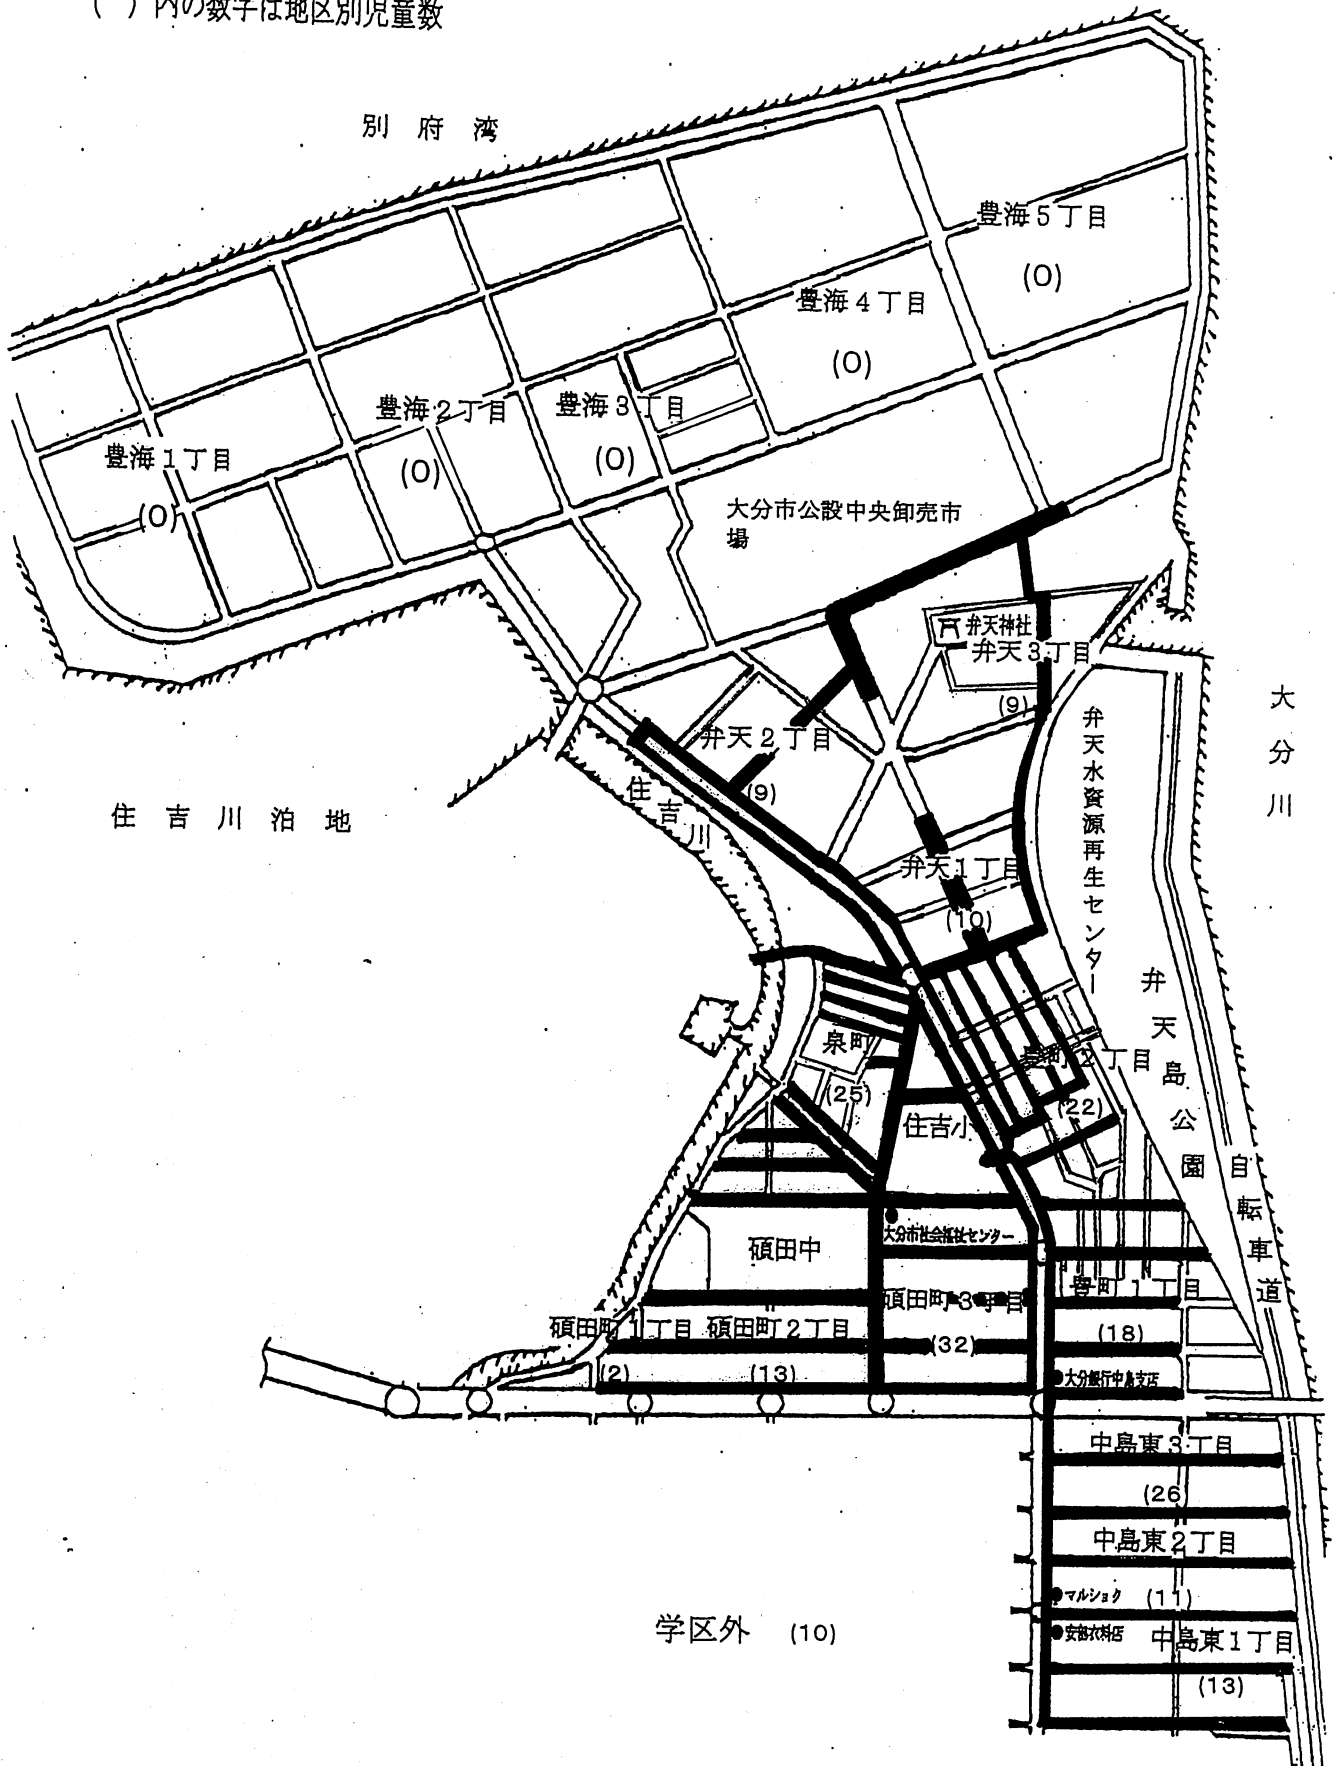 ( ) 内の数字は地区別児童数
別府湾
豊海5丁目
(0)
豊海4丁目
(0)
豊海3丁目
(0)
豊海2丁目
(0)
豊海1丁目
(0)
大分市公設中央卸売市
場
弁天神社
弁天3丁目
(9)
弁天2丁目
(9)
弁天水資源再生センター
大分川
住吉川泊地
住吉川
弁天1丁目
(10)
弁天島公園
泉町
(25)
豊町2丁目
(22)
住吉小
自転車道
大分市社会福祉センター
碩田中
碩田町3丁目
(32)
豊町1丁目
(18)
碩田町1丁目
(2)
碩田町2丁目
(13)
大分銀行中島支店
中島東3丁目
(26
中島東2丁目
マルショク
(11)
安部衣料店
中島東1丁目
(13)
学区外 (10)